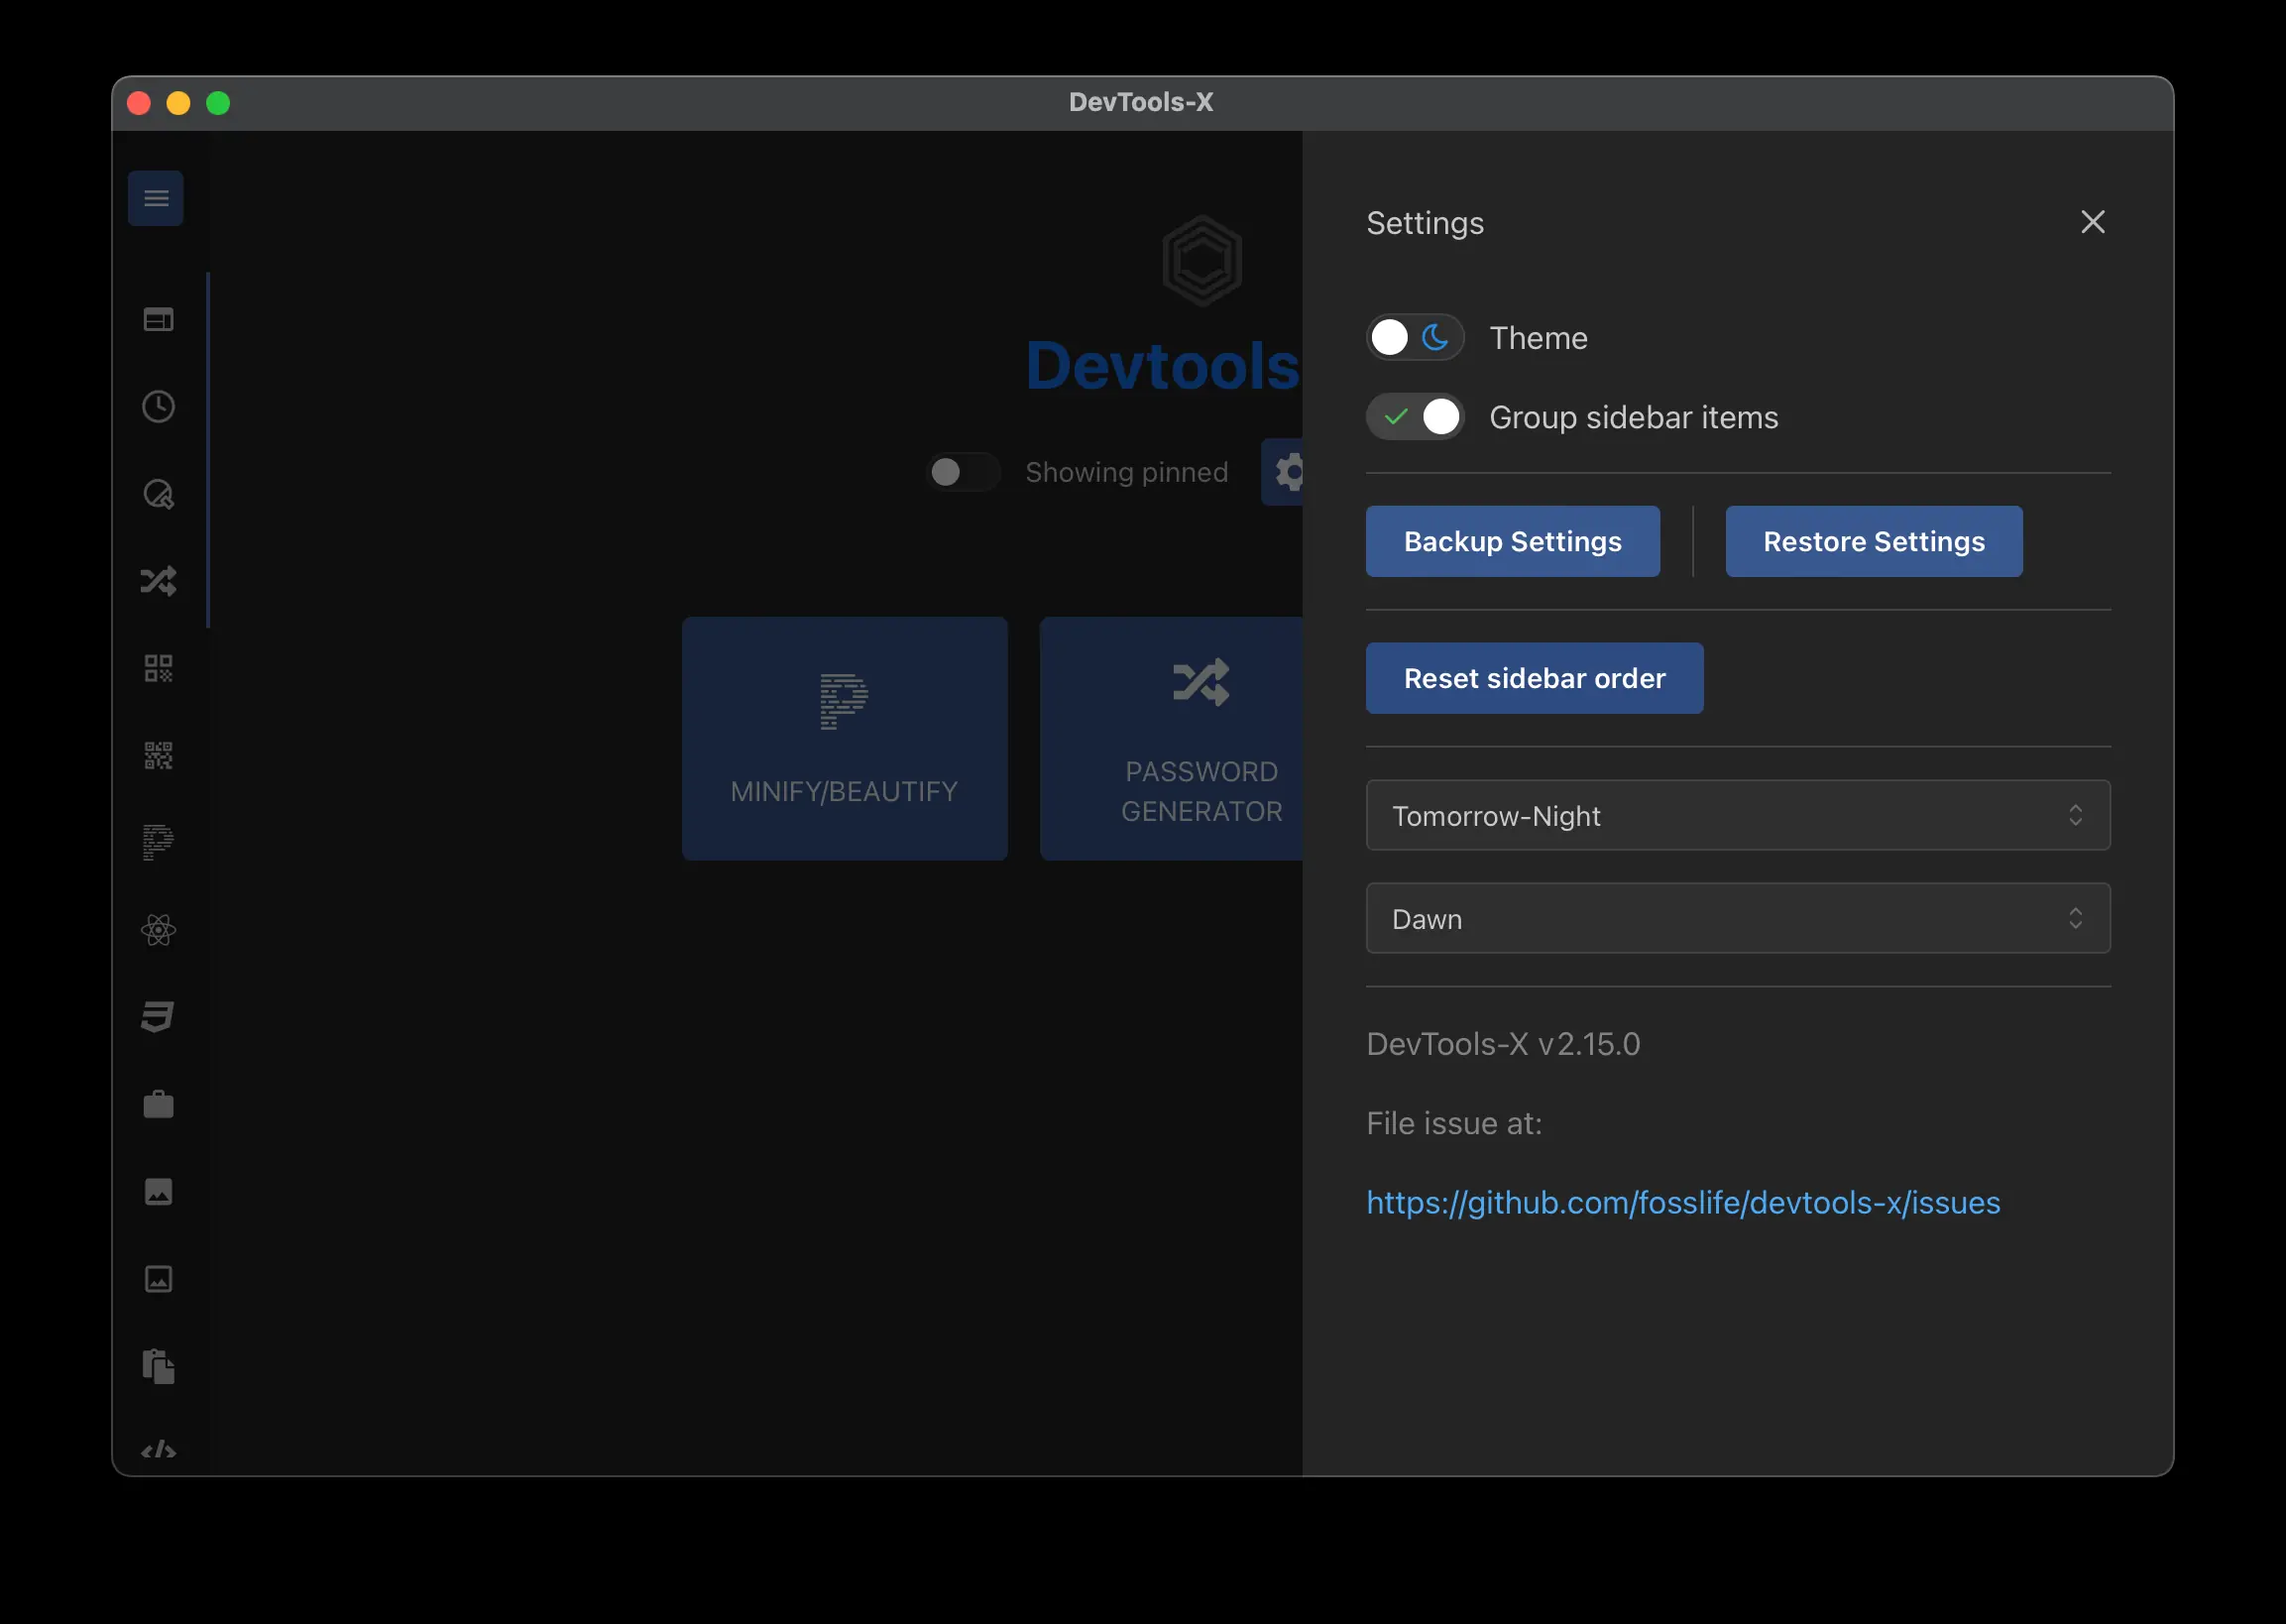 DevTools-X
Devtools
Showing pinned
MINIFY/BEAUTIFY
PASSWORD
GENERATOR
Settings
Theme
Group sidebar items
Backup Settings
Restore Settings
Reset sidebar order
Tomorrow-Night
Dawn
DevTools-X v2.15.0
File issue at:
https://github.com/fosslife/devtools-x/issues